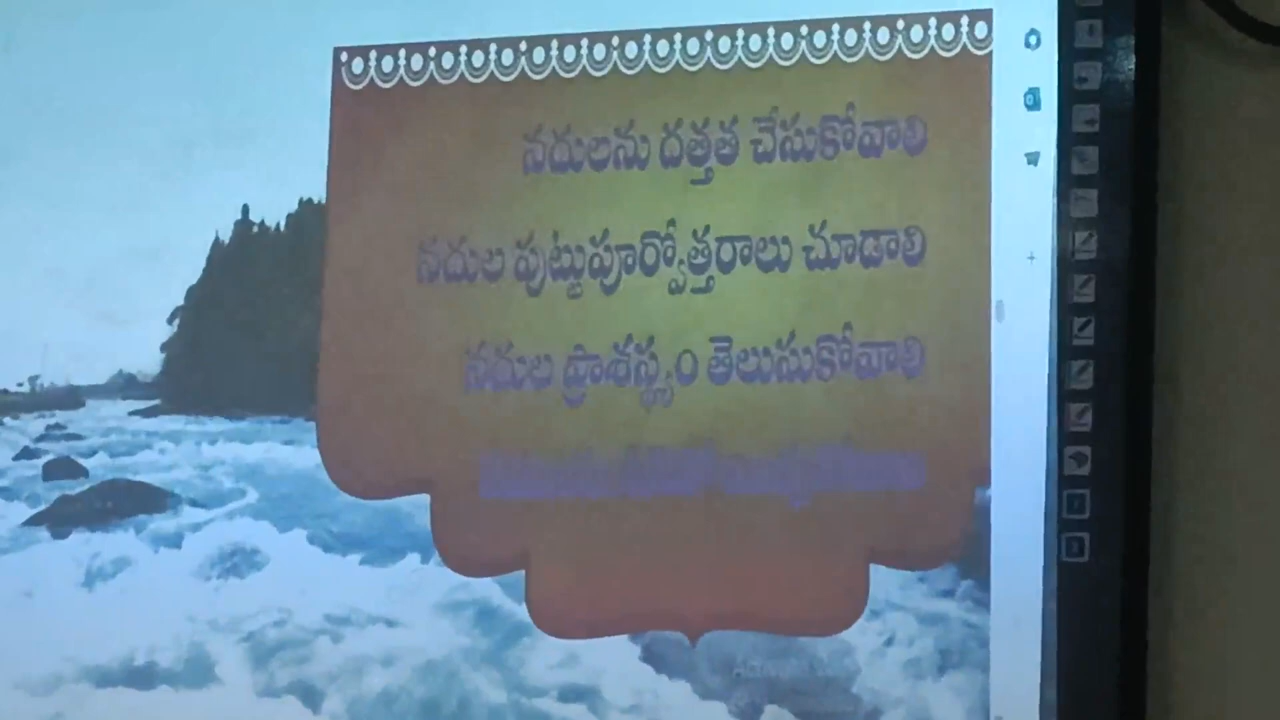 నదులను దత్తత చేసుకోవాలి
నదుల పుట్టుపూర్వోత్తరాలు చూడాలి
నదుల ప్రాశస్త్యం తెలుసుకోవాలి